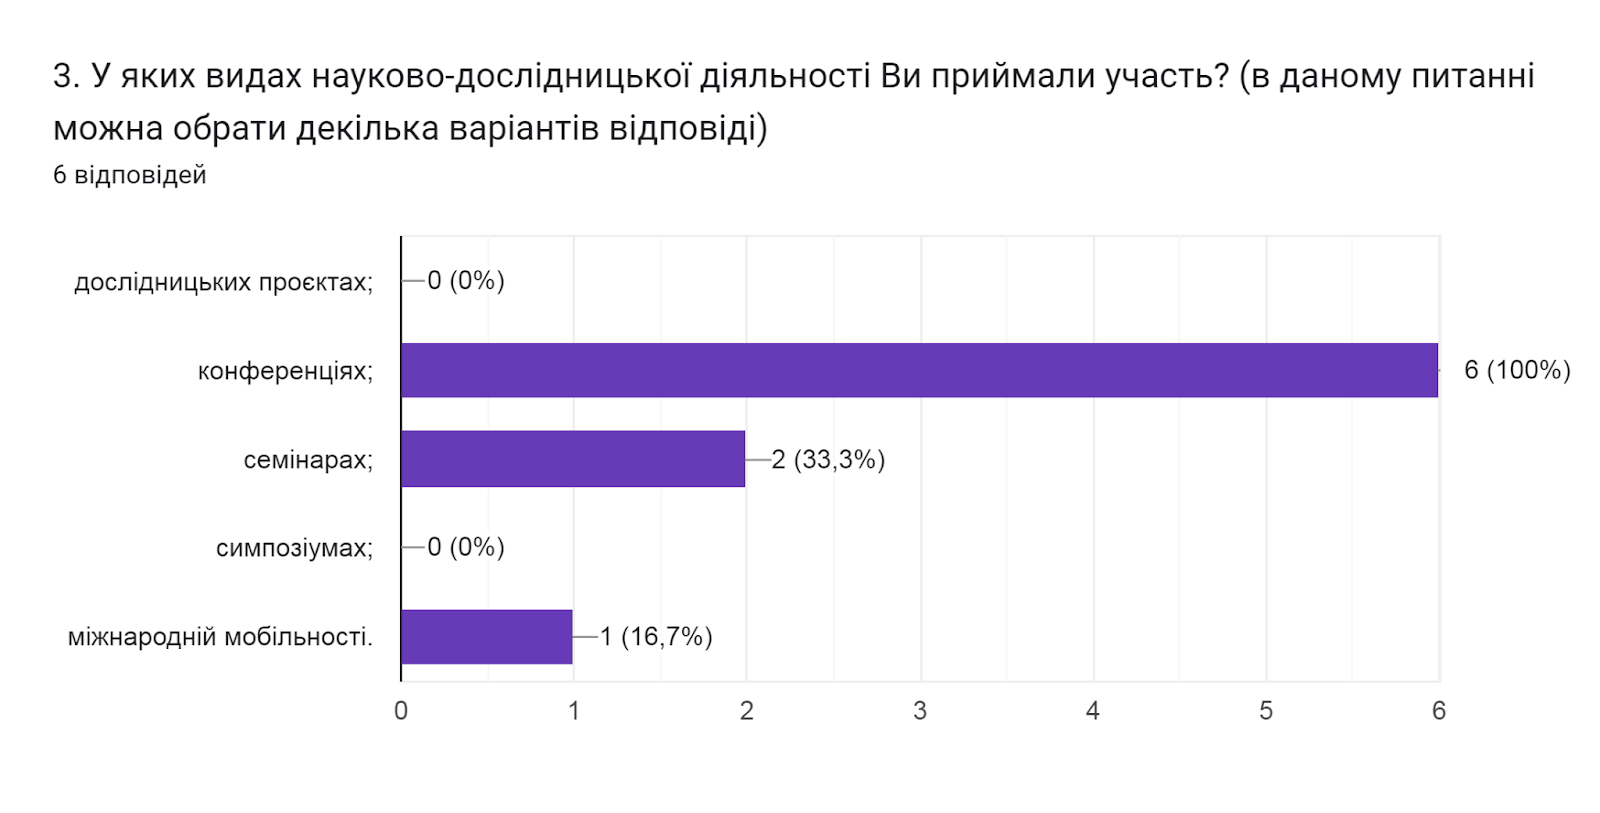 3. У яких видах науково-дослідницької діяльності Ви приймали участь? (в даному питанні
можна обрати декілька варіантів відповіді)
6 відповідей
дослідницьких проєктах;
0 (0%)
конференціях;
6 (100%)
семінарах;
2 (33,3%)
симпозіумах;
0 (0%)
міжнародній мобільності.
1 (16,7%)
0 1 2 3 4 5 6